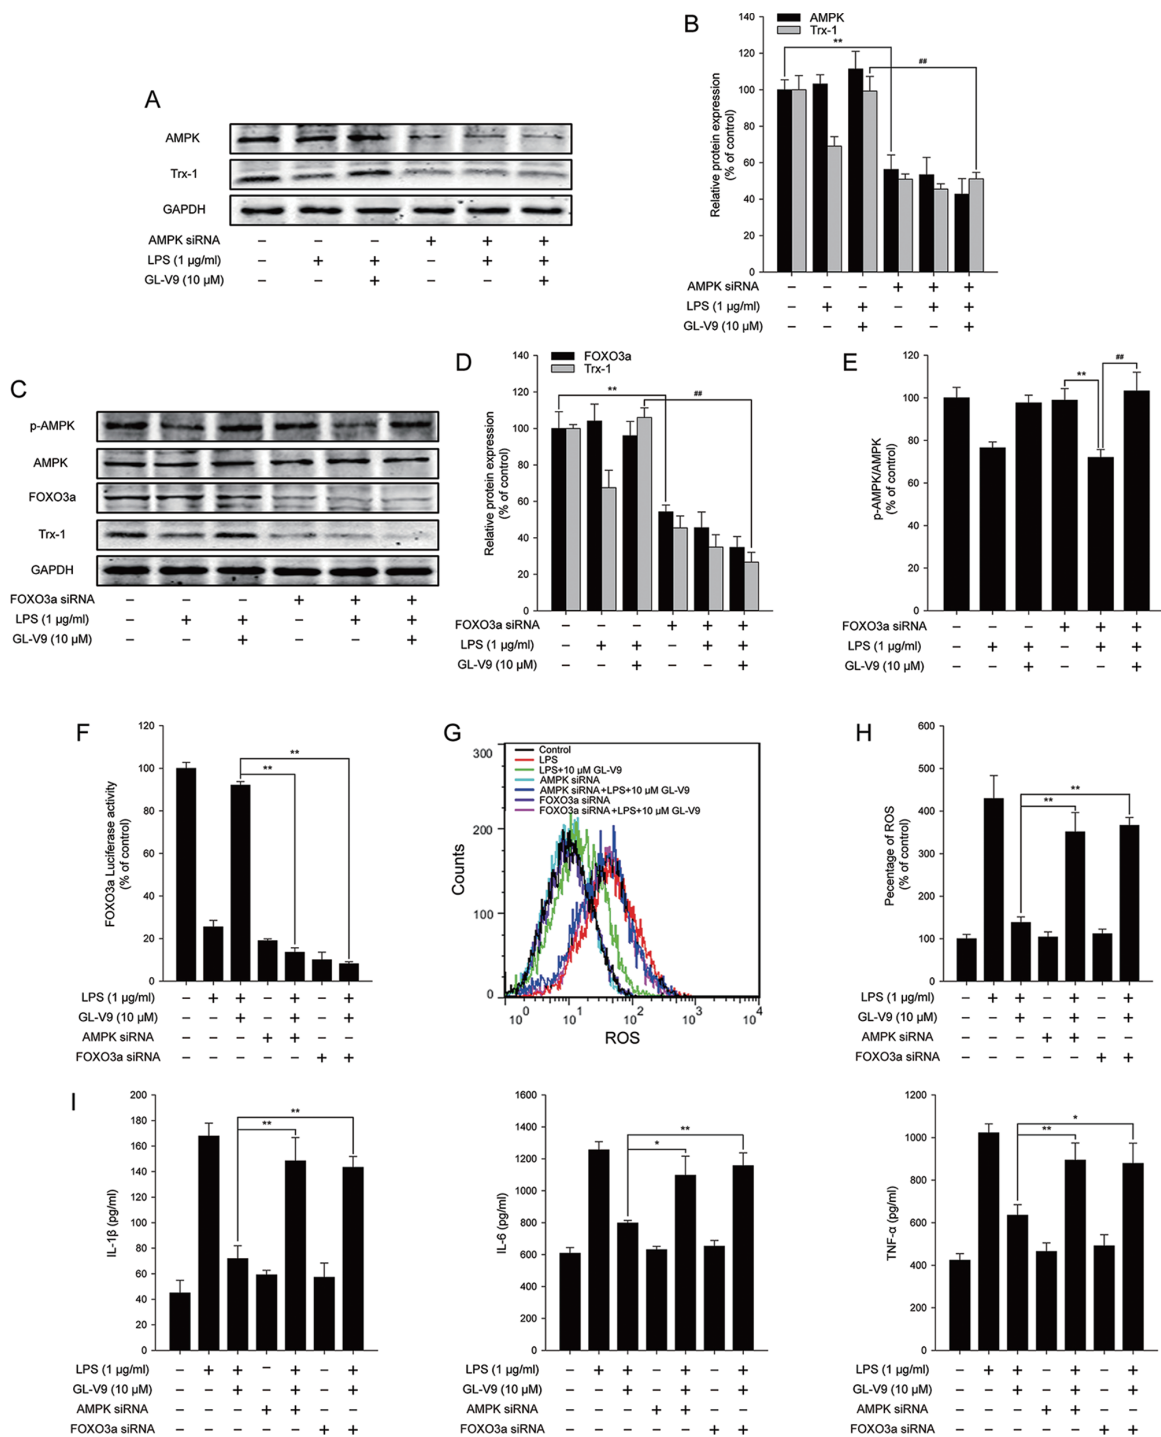 A
AMPK
Trx-1
GAPDH
AMPK siRNA – – – + + +
LPS (1 μg/ml) – + + – + +
GL-V9 (10 μM) – – + – – +
B
AMPK
Trx-1
** ##
140
120
100
80
60
40
20
0
Relative protein expression
(% of control)
AMPK siRNA – – – + + +
LPS (1 μg/ml) – + + – + +
GL-V9 (10 μM) – – + – – +
C
p-AMPK
AMPK
FOXO3a
Trx-1
GAPDH
FOXO3a siRNA – – – + + +
LPS (1 μg/ml) – + + – + +
GL-V9 (10 μM) – – + – – +
D
FOXO3a
Trx-1
** ##
140
120
100
80
60
40
20
0
Relative protein expression
(% of control)
FOXO3a siRNA – – – + + +
LPS (1 μg/ml) – + + – + +
GL-V9 (10 μM) – – + – – +
E
** ##
120
100
80
60
40
20
0
p-AMPK/AMPK
(% of control)
FOXO3a siRNA – – – + + +
LPS (1 μg/ml) – + + – + +
GL-V9 (10 μM) – – + – – +
F
**
**
120
100
80
60
40
20
0
FOXO3a Luciferase activity
(% of control)
LPS (1 μg/ml) – + + – + – +
GL-V9 (10 μM) – – + – + – +
AMPK siRNA – – – + + – –
FOXO3a siRNA – – – – – + +
G
Control
LPS
LPS+10 μM GL-V9
AMPK siRNA
AMPK siRNA+LPS+10 μM GL-V9
FOXO3a siRNA
FOXO3a siRNA+LPS+10 μM GL-V9
300
200
100
0
Counts
10^0 10^1 10^2 10^3 10^4
ROS
H
**
**
600
500
400
300
200
100
0
Pecentage of ROS
(% of control)
LPS (1 μg/ml) – + + – + – +
GL-V9 (10 μM) – – + – + – +
AMPK siRNA – – – + + – –
FOXO3a siRNA – – – – – + +
I
**
**
200
180
160
140
120
100
80
60
40
20
0
IL-1β (pg/ml)
LPS (1 μg/ml) – + + – + – +
GL-V9 (10 μM) – – + – + – +
AMPK siRNA – – – + + – –
FOXO3a siRNA – – – – – + +
**
*
1600
1400
1200
1000
800
600
400
200
0
IL-6 (pg/ml)
LPS (1 μg/ml) – + + – + – +
GL-V9 (10 μM) – – + – + – +
AMPK siRNA – – – + + – –
FOXO3a siRNA – – – – – + +
*
**
1200
1000
800
600
400
200
0
TNF-α (pg/ml)
LPS (1 μg/ml) – + + – + – +
GL-V9 (10 μM) – – + – + – +
AMPK siRNA – – – + + – –
FOXO3a siRNA – – – – – + +